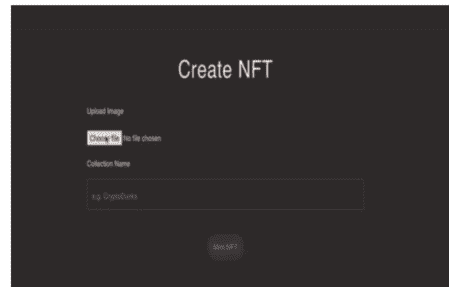 Create NFT
Upload Image
Choose file No file chosen
Collection Name
e.g. CryptoPunks
Mint NFT